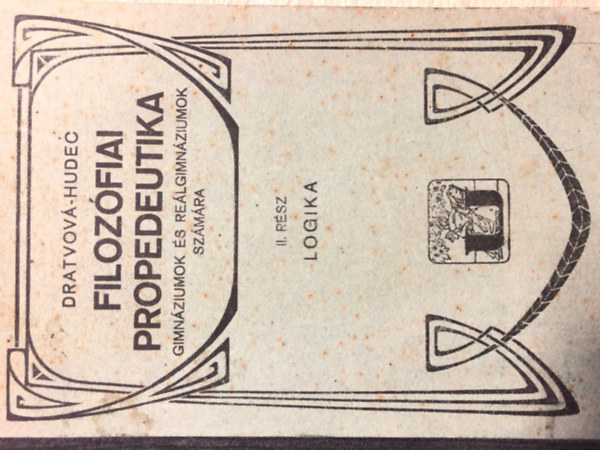 DRATVOVÁ-HUDEC
FILOZÓFIAI
PROPEDEUTIKA
GIMNÁZIUMOK ÉS REÁLGIMNÁZIUMOK
SZÁMÁRA
II. RÉSZ
LOGIKA